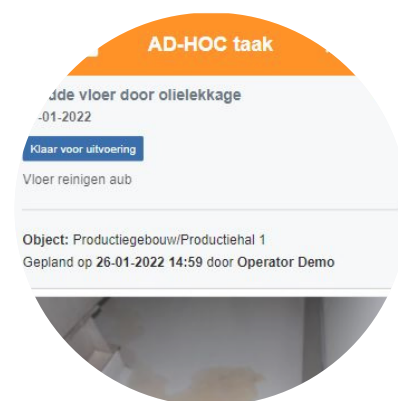 AD-HOC taak
vloer door olielekkage
-01-2022
Klaar voor uitvoering
Vloer reinigen aub
Object: Productiegebouw/Productiehal 1
Gepland op 26-01-2022 14:59 door Operator Demo